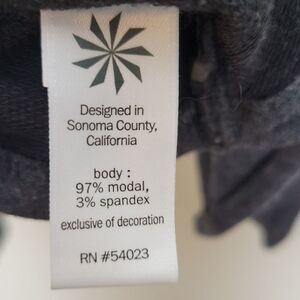 Designed in
Sonoma County,
California
body :
97% modal,
3% spandex
exclusive of decoration
RN #54023